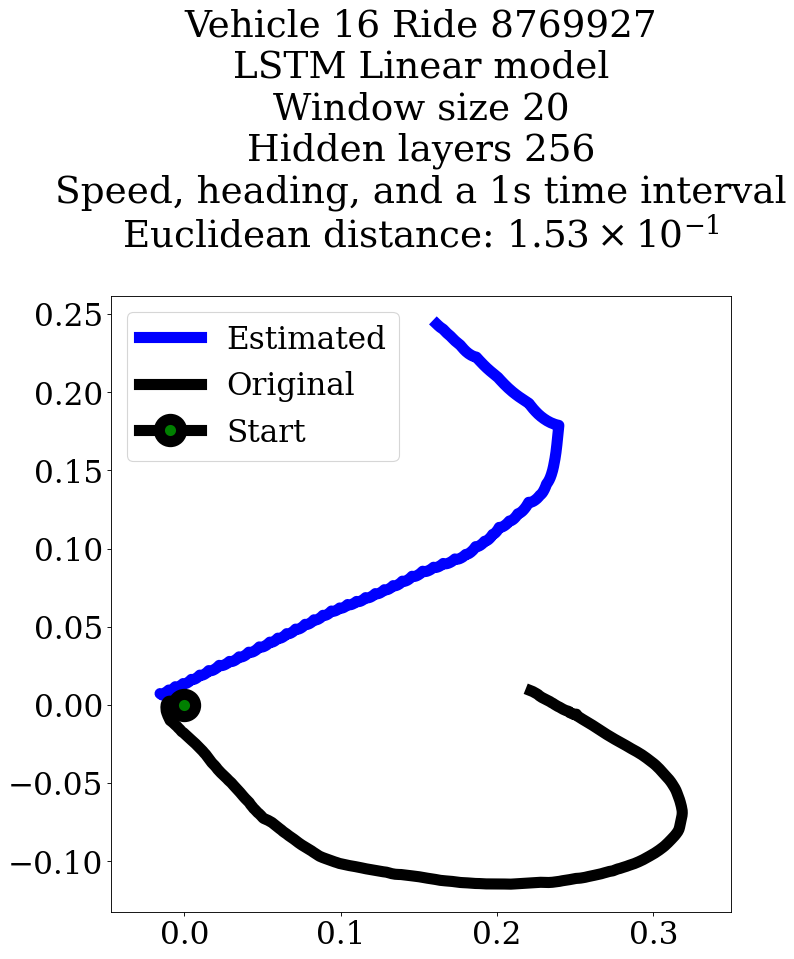 Vehicle 16 Ride 8769927
LSTM Linear model
Window size 20
Hidden layers 256
Speed, heading, and a 1s time interval
Euclidean distance: 1.53 × 10⁻¹
Estimated
Original
Start
0.25
0.20
0.15
0.10
0.05
0.00
−0.05
−0.10
0.0 0.1 0.2 0.3